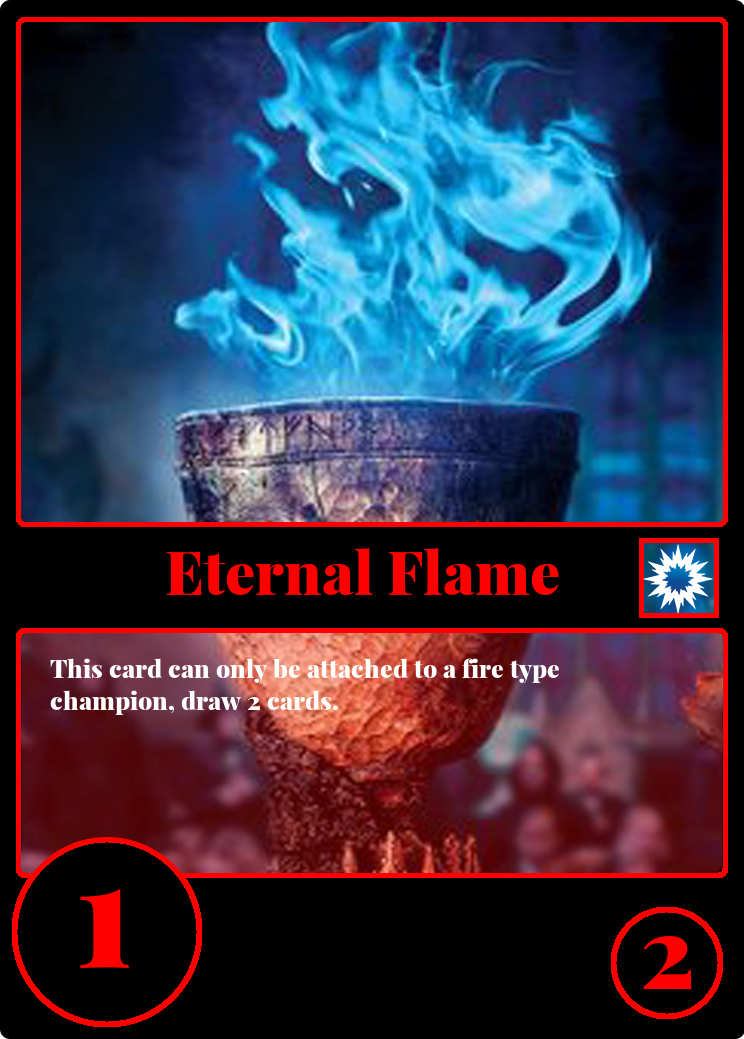 Eternal Flame
This card can only be attached to a fire type
champion, draw 2 cards.
1
2